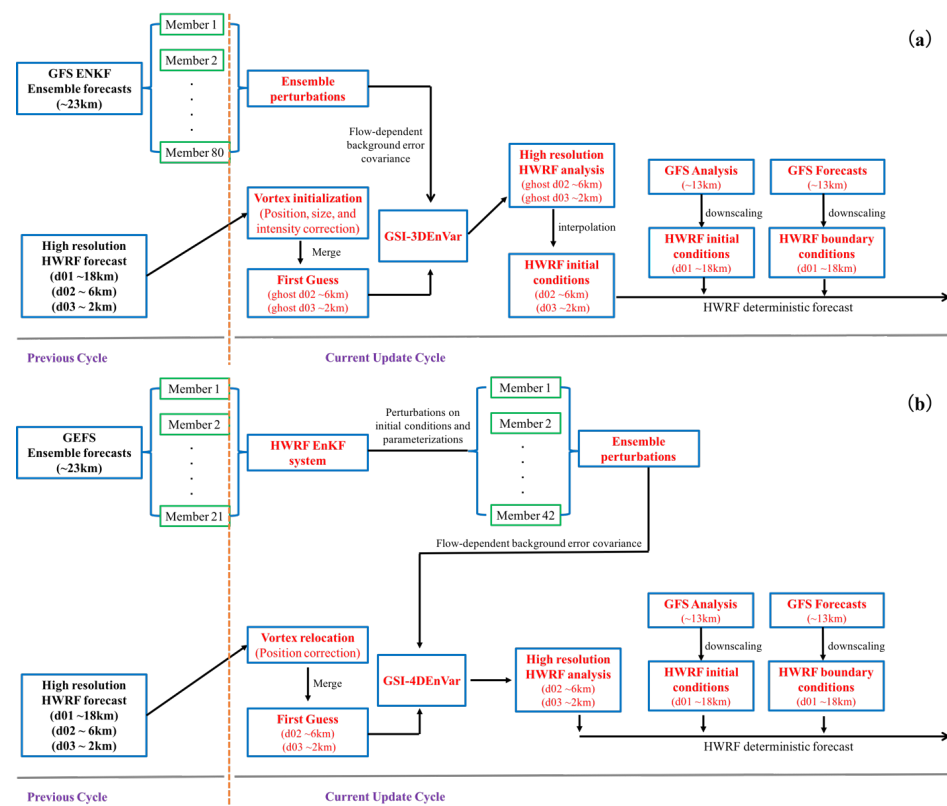 (a)
Member 1
Member 2
Member 80
GFS ENKF
Ensemble forecasts
(~23km)
Ensemble
perturbations
Flow-dependent
background error
covariance
High resolution
HWRF forecast
(d01 ~18km)
(d02 ~ 6km)
(d03 ~ 2km)
Vortex initialization
(Position, size, and
intensity correction)
Merge
First Guess
(ghost d02 ~6km)
(ghost d03 ~2km)
GSI-3DEnVar
High resolution
HWRF analysis
(ghost d02 ~6km)
(ghost d03 ~2km)
interpolation
HWRF initial
conditions
(d02 ~6km)
(d03 ~2km)
GFS Analysis
(~13km)
downscaling
HWRF initial
conditions
(d01 ~18km)
GFS Forecasts
(~13km)
downscaling
HWRF boundary
conditions
(d01 ~18km)
HWRF deterministic forecast
Previous Cycle
Current Update Cycle
(b)
Member 1
Member 2
Member 21
GEFS
Ensemble forecasts
(~23km)
HWRF EnKF
system
Perturbations on
initial conditions and
parameterizations
Member 1
Member 2
Member 42
Ensemble
perturbations
Flow-dependent background error covariance
High resolution
HWRF forecast
(d01 ~18km)
(d02 ~ 6km)
(d03 ~ 2km)
Vortex relocation
(Position correction)
Merge
First Guess
(d02 ~6km)
(d03 ~2km)
GSI-4DEnVar
High resolution
HWRF analysis
(d02 ~6km)
(d03 ~2km)
GFS Analysis
(~13km)
downscaling
HWRF initial
conditions
(d01 ~18km)
GFS Forecasts
(~13km)
downscaling
HWRF boundary
conditions
(d01 ~18km)
HWRF deterministic forecast
Previous Cycle
Current Update Cycle